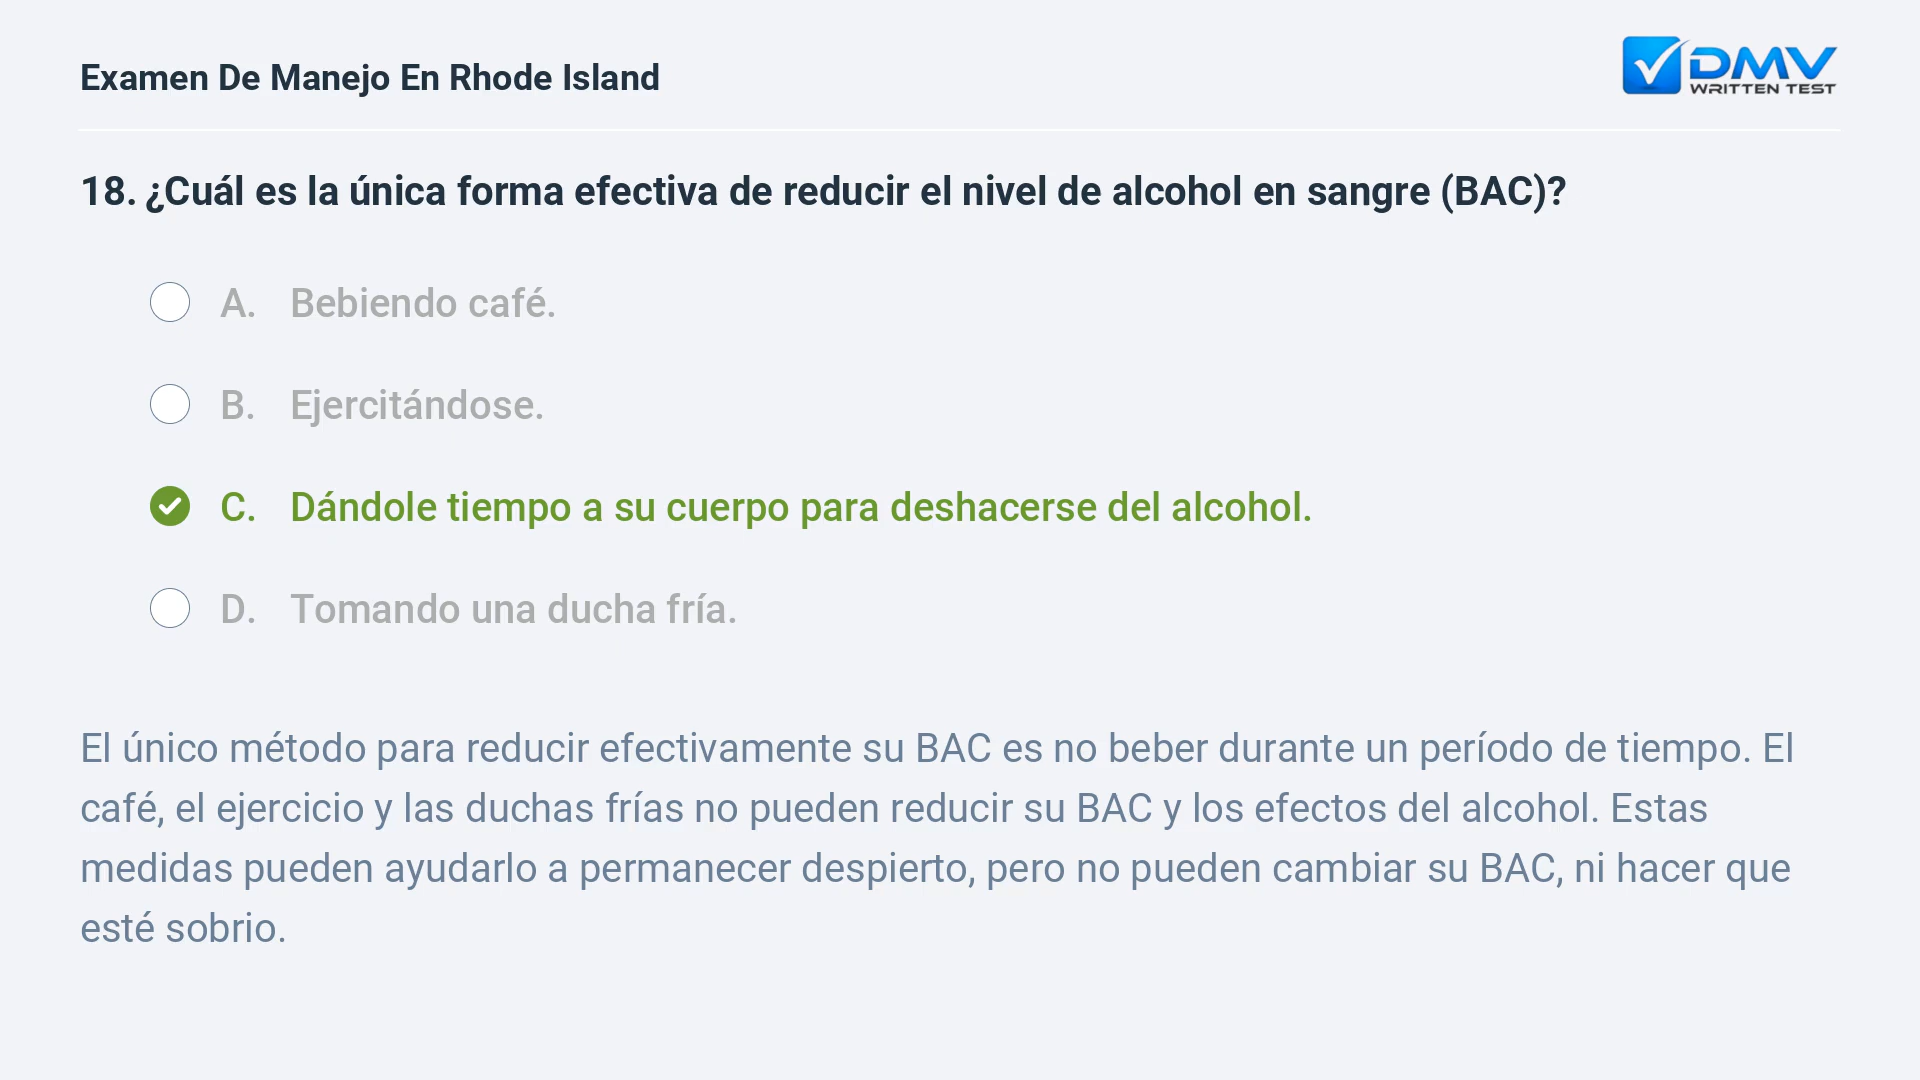 Examen De Manejo En Rhode Island
DMV
WRITTEN TEST
18. ¿Cuál es la única forma efectiva de reducir el nivel de alcohol en sangre (BAC)?
A. Bebiendo café.
B. Ejercitándose.
C. Dándole tiempo a su cuerpo para deshacerse del alcohol.
D. Tomando una ducha fría.
El único método para reducir efectivamente su BAC es no beber durante un período de tiempo. El
café, el ejercicio y las duchas frías no pueden reducir su BAC y los efectos del alcohol. Estas
medidas pueden ayudarlo a permanecer despierto, pero no pueden cambiar su BAC, ni hacer que
esté sobrio.